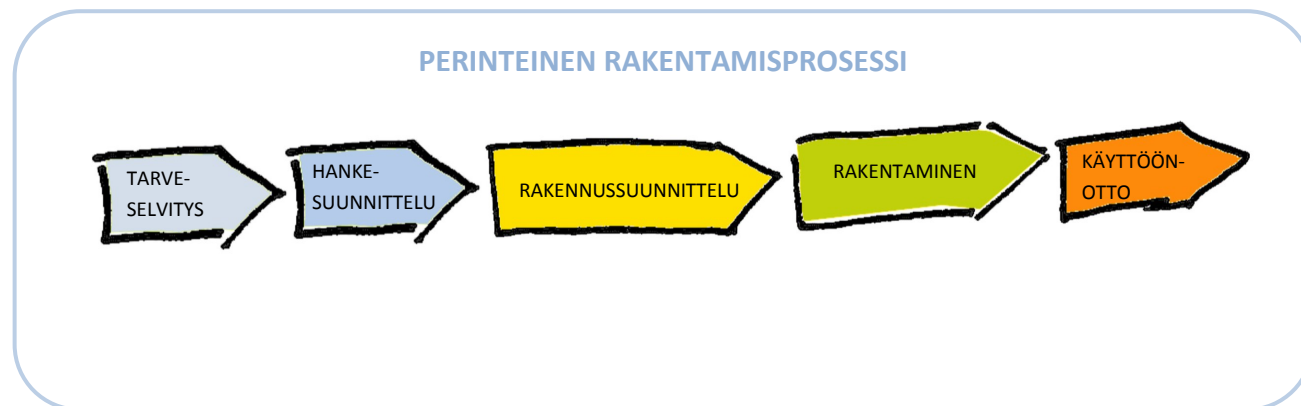 PERINTEINEN RAKENTAMISPROSESSI
TARVE-
SELVITYS
HANKE-
SUUNNITTELU
RAKENNUSSUUNNITTELU
RAKENTAMINEN
KÄYTTÖÖN-
OTTO